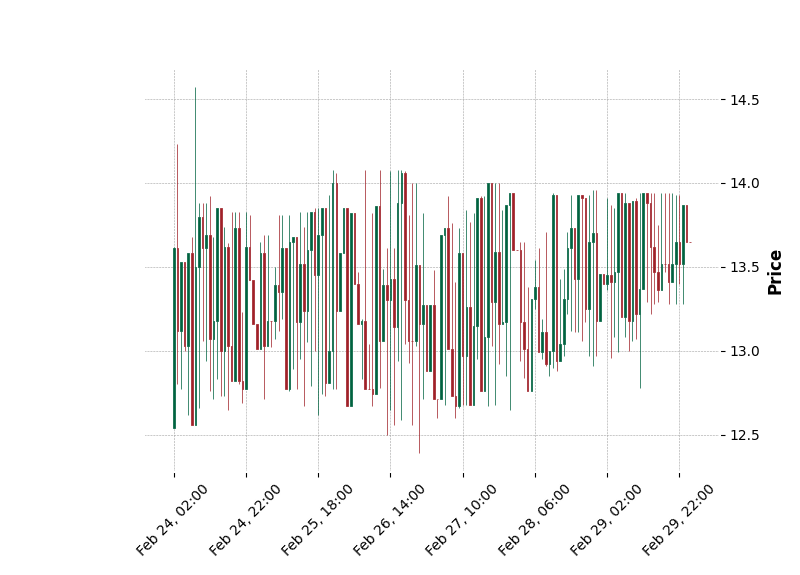 14.5
14.0
13.5
13.0
12.5
Price
Feb 24, 02:00
Feb 24, 22:00
Feb 25, 18:00
Feb 26, 14:00
Feb 27, 10:00
Feb 28, 06:00
Feb 29, 02:00
Feb 29, 22:00